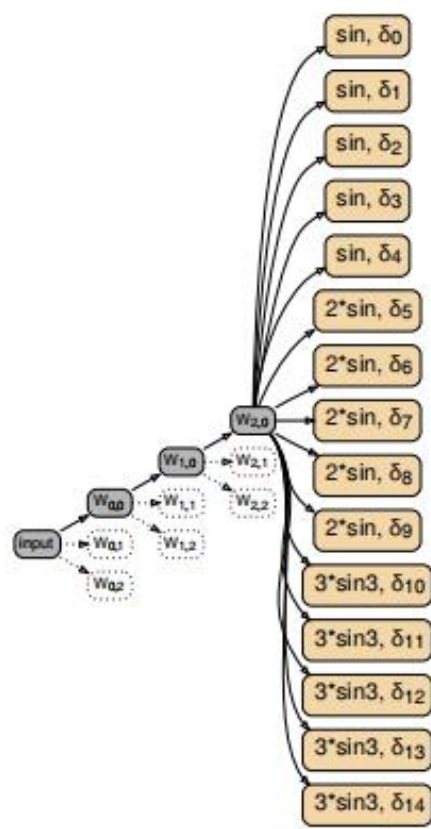 sin, δ0
sin, δ1
sin, δ2
sin, δ3
sin, δ4
2*sin, δ5
2*sin, δ6
W2,0
2*sin, δ7
W1,0
W2,1
2*sin, δ8
W0,0
W1,1
W2,2
2*sin, δ9
input
W0,1
W1,2
3*sin3, δ10
W0,2
3*sin3, δ11
3*sin3, δ12
3*sin3, δ13
3*sin3, δ14